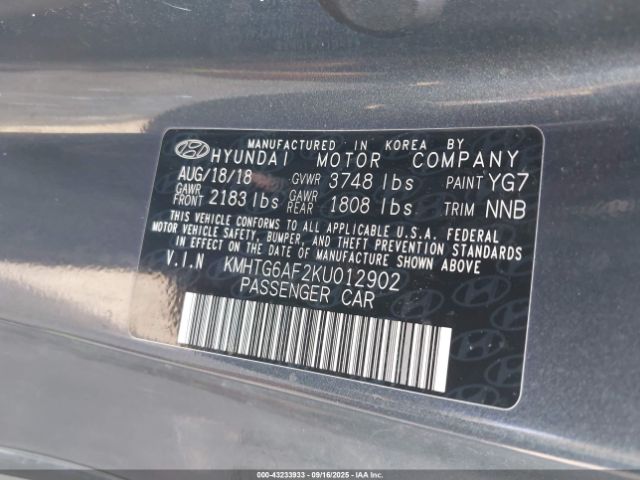 MANUFACTURED IN KOREA BY
HYUNDAI MOTOR COMPANY
AUG/18/18 GVWR 3748 lbs PAINT YG7
GAWR FRONT 2183 lbs GAWR REAR 1808 lbs TRIM NNB
THIS VEHICLE CONFORMS TO ALL APPLICABLE U.S.A. FEDERAL
MOTOR VEHICLE SAFETY, BUMPER, AND THEFT PREVENTION STANDARDS
IN EFFECT ON THE DATE OF MANUFACTURE SHOWN ABOVE.
V.I.N KMHTG6AF2KU012902
PASSENGER CAR
000-43233933 - 09/16/2025 - IAAI.CA